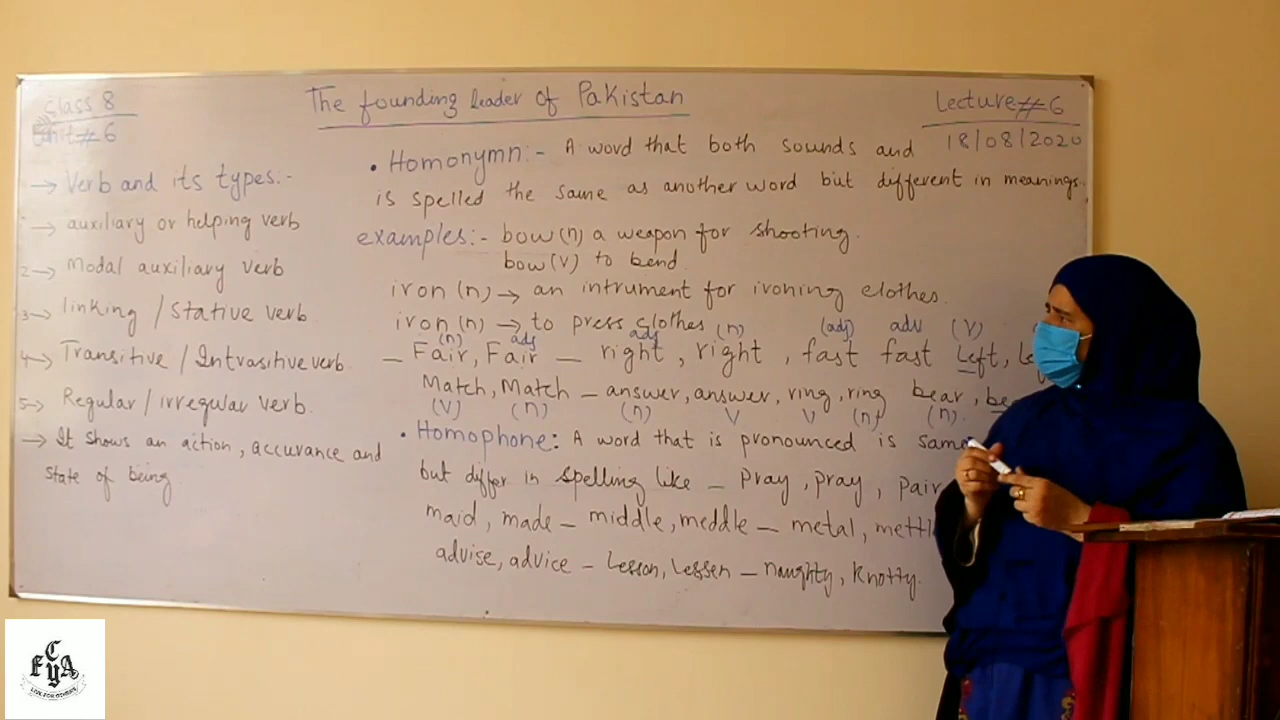 Class 8
Unit # 6
The founding leader of Pakistan
Lecture # 6
18/08/2020
→ Verb and its types.-
→ auxiliary or helping verb
2 → Modal auxiliary verb
3 → linking / Stative verb
4 → Transitive / Intrasitive verb.
5 → Regular / irregular verb.
→ It shows an action, accurance and
state of being
• Homonymn:- A word that both sounds and
is spelled the same as another word but different in meanings.
examples:- bow (n) a weapon for shooting.
bow (v) to bend
iron (n) → an intrument for ironing clothes.
iron (n) → to press clothes
(n) adj adj (n) (adj) adv (V)
— Fair, Fair — right, right, fast fast Left,
Match, Match — answer, answer, ring, ring bear,
(V) (n) (n) V V (n) (n).
• Homophone: A word that is pronounced is same
but differ in spelling like — Pray, pray, pair
maid, made — middle, meddle — metal,
advise, advice — Lesson, Lessen — naughty, Knotty.
C
F Y A
LIVE FOR OTHERS